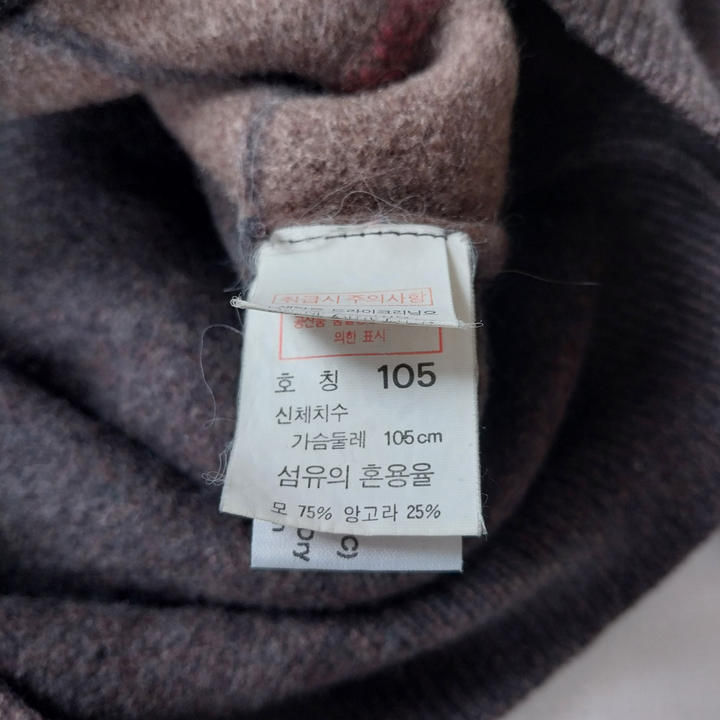 취급시 주의사항
의한 표시
호 칭 105
신체치수
가슴둘레 105cm
섬유의 혼용율
모 75% 앙고라 25%